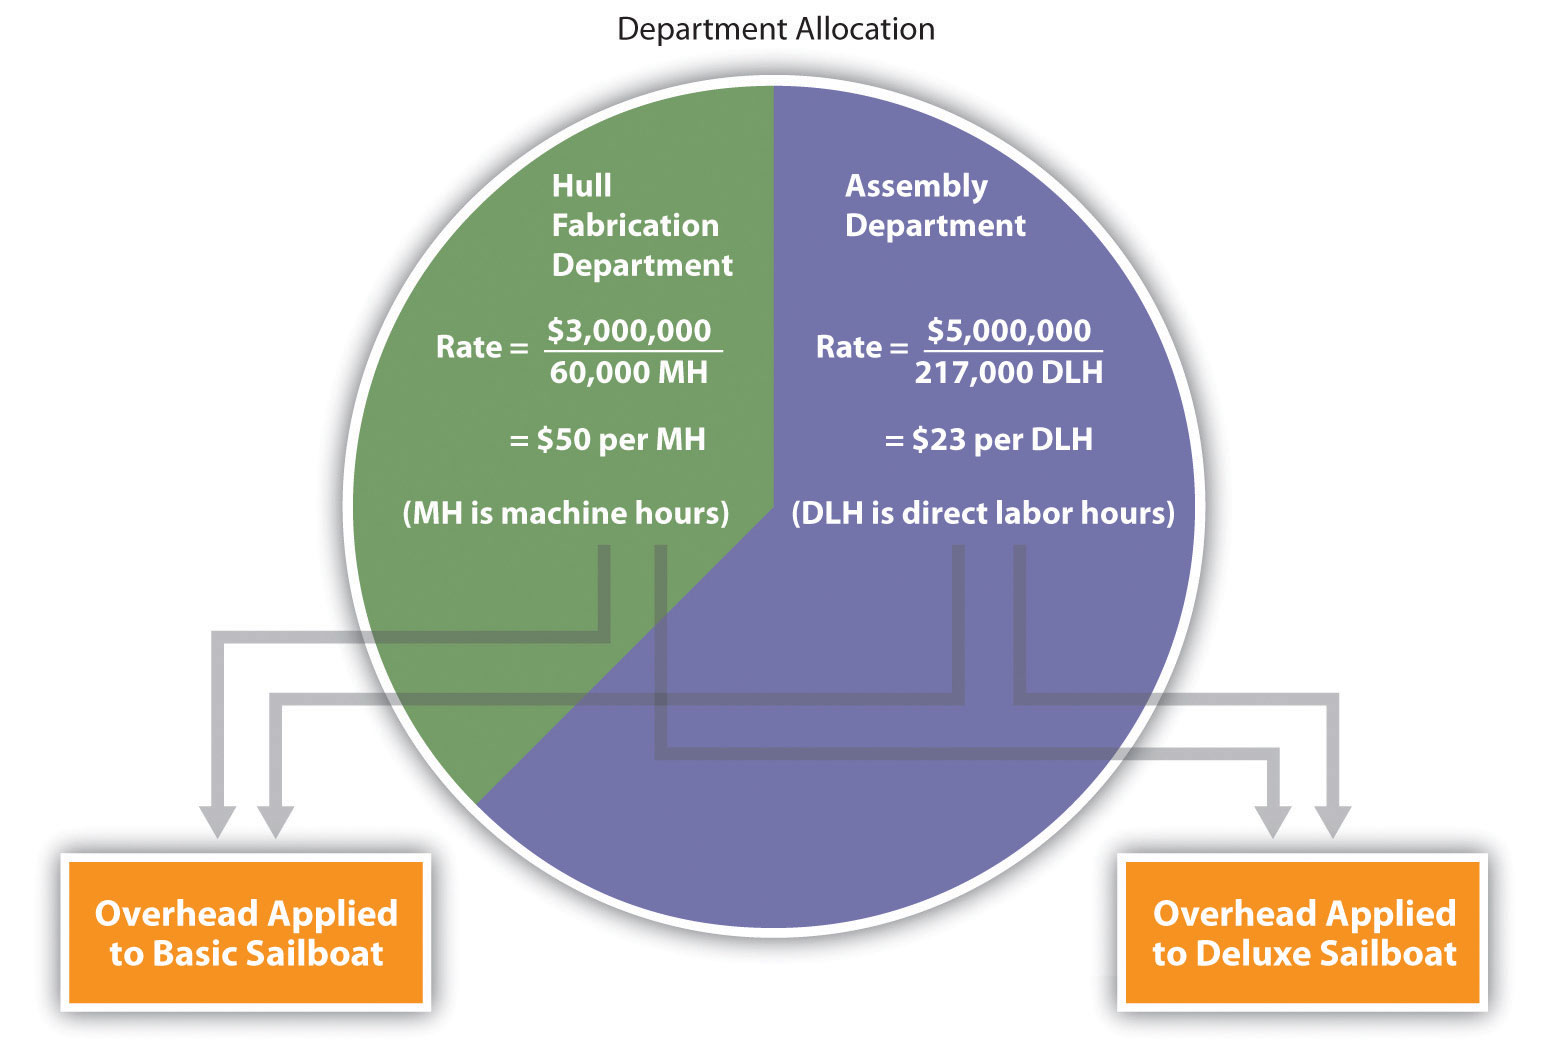 Department Allocation
Hull
Fabrication
Department
Rate = $3,000,000
60,000 MH
= $50 per MH
(MH is machine hours)
Assembly
Department
Rate = $5,000,000
217,000 DLH
= $23 per DLH
(DLH is direct labor hours)
Overhead Applied
to Basic Sailboat
Overhead Applied
to Deluxe Sailboat